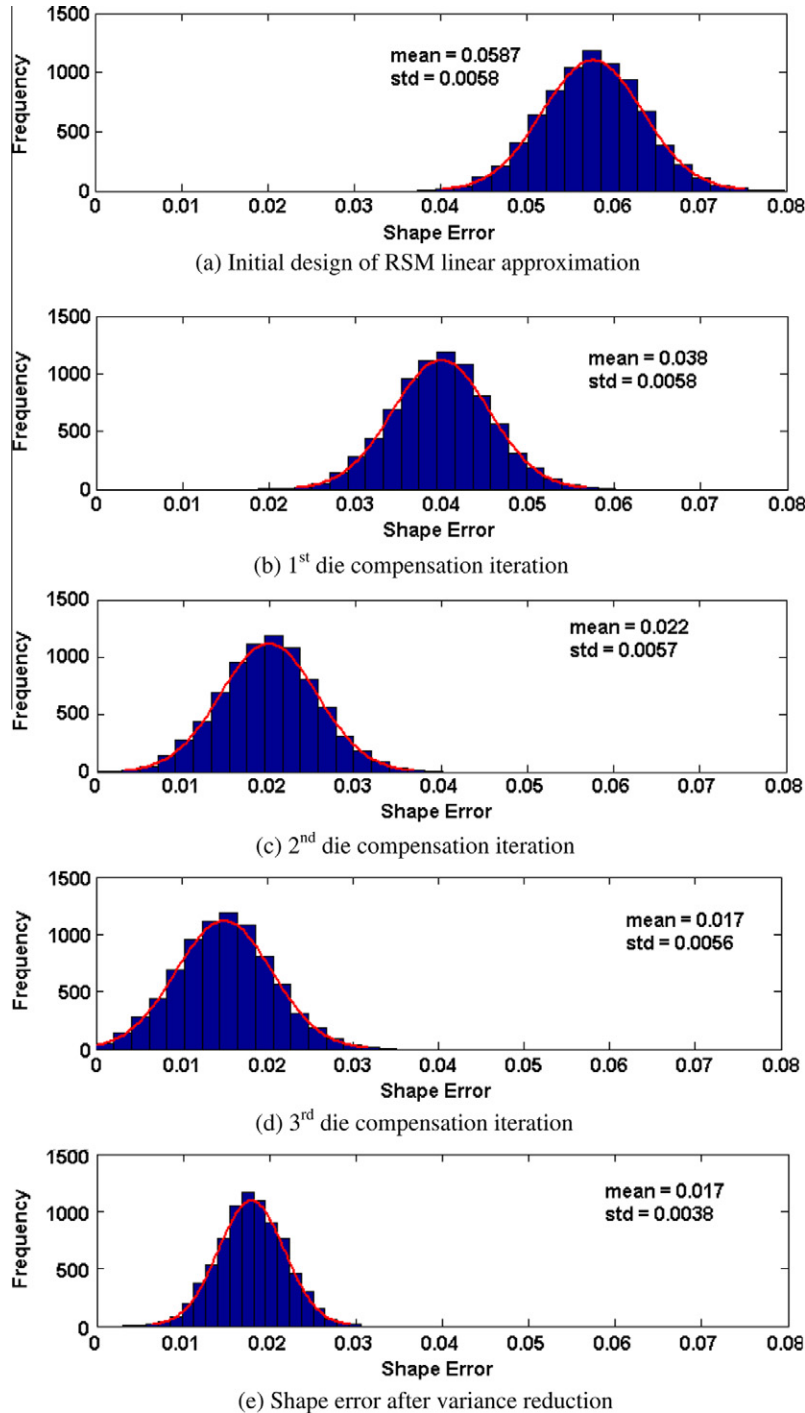 1500
1000
500
0
Frequency
mean = 0.0587
std = 0.0058
0 0.01 0.02 0.03 0.04 0.05 0.06 0.07 0.08
Shape Error
(a) Initial design of RSM linear approximation
1500
1000
500
0
Frequency
mean = 0.038
std = 0.0058
0 0.01 0.02 0.03 0.04 0.05 0.06 0.07 0.08
Shape Error
(b) 1st die compensation iteration
1500
1000
500
0
Frequency
mean = 0.022
std = 0.0057
0 0.01 0.02 0.03 0.04 0.05 0.06 0.07 0.08
Shape Error
(c) 2nd die compensation iteration
1500
1000
500
0
Frequency
mean = 0.017
std = 0.0056
0 0.01 0.02 0.03 0.04 0.05 0.06 0.07 0.08
Shape Error
(d) 3rd die compensation iteration
1500
1000
500
0
Frequency
mean = 0.017
std = 0.0038
0 0.01 0.02 0.03 0.04 0.05 0.06 0.07 0.08
Shape Error
(e) Shape error after variance reduction